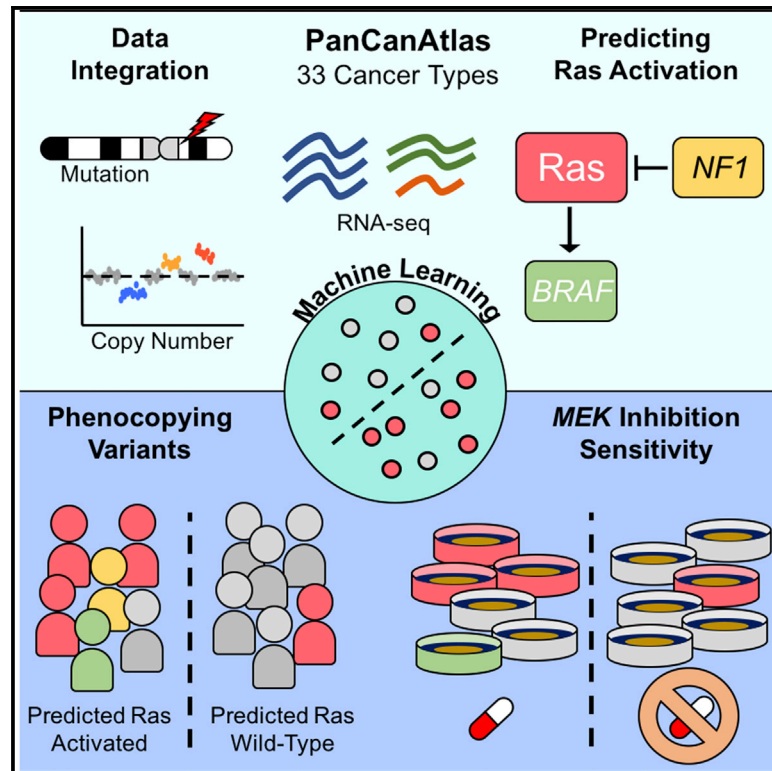 Data
Integration
Mutation
Copy Number
PanCanAtlas
33 Cancer Types
RNA-seq
Machine Learning
Predicting
Ras Activation
Ras
NF1
BRAF
Phenocopying
Variants
Predicted Ras
Activated
Predicted Ras
Wild-Type
MEK Inhibition
Sensitivity